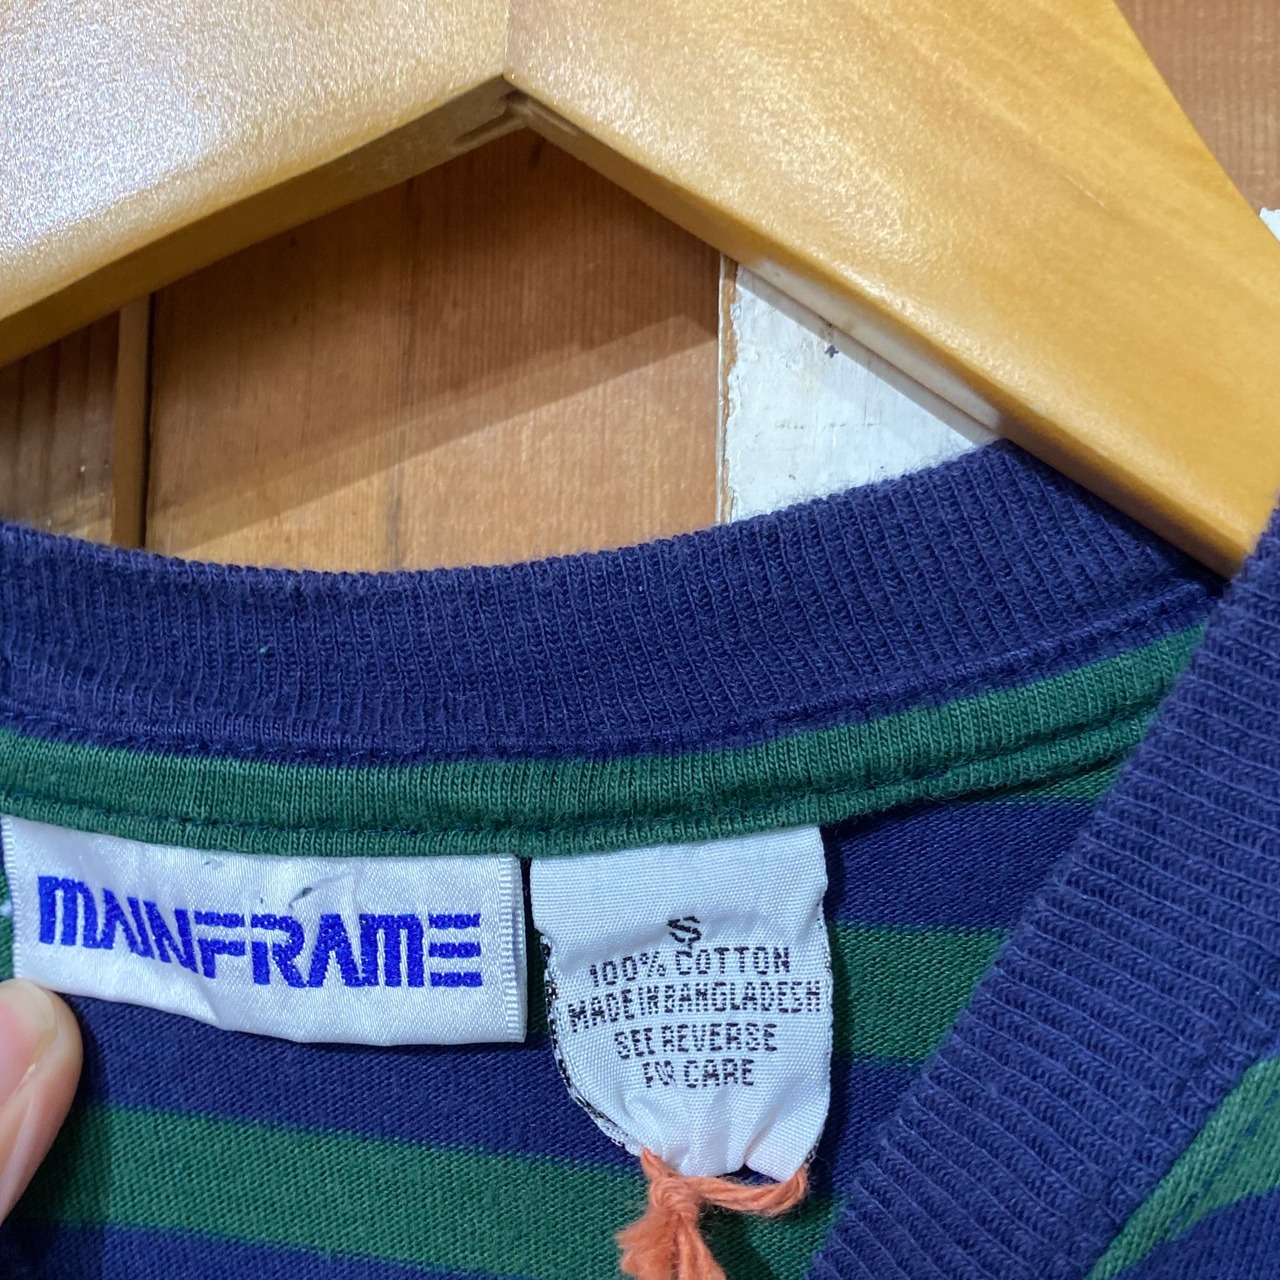 MAINFRAME
S
100% COTTON
MADE IN BANGLADESH
SEE REVERSE
FOR CARE